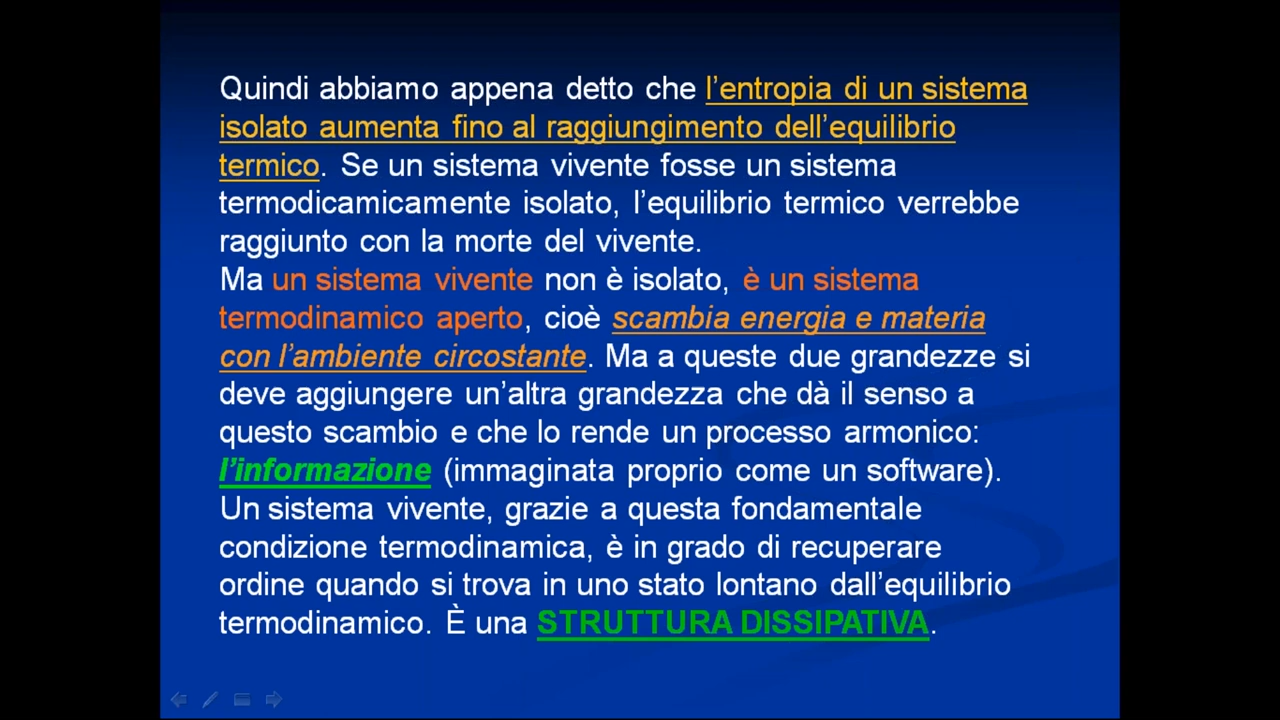 Quindi abbiamo appena detto che l’entropia di un sistema
isolato aumenta fino al raggiungimento dell’equilibrio
termico. Se un sistema vivente fosse un sistema
termodicamicamente isolato, l’equilibrio termico verrebbe
raggiunto con la morte del vivente.
Ma un sistema vivente non è isolato, è un sistema
termodinamico aperto, cioè scambia energia e materia
con l’ambiente circostante. Ma a queste due grandezze si
deve aggiungere un’altra grandezza che dà il senso a
questo scambio e che lo rende un processo armonico:
l’informazione (immaginata proprio come un software).
Un sistema vivente, grazie a questa fondamentale
condizione termodinamica, è in grado di recuperare
ordine quando si trova in uno stato lontano dall’equilibrio
termodinamico. È una STRUTTURA DISSIPATIVA.